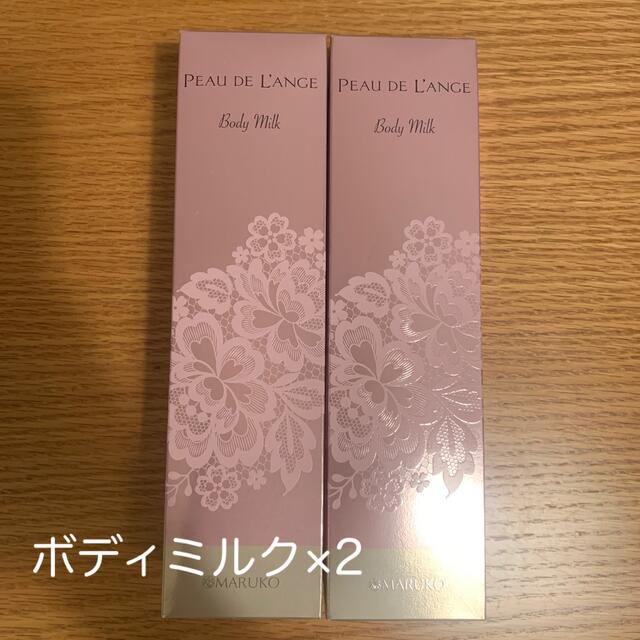 PEAU DE L'ANGE
Body Milk
PEAU DE L'ANGE
Body Milk
ボディミルク×2
MARUKO
MARUKO